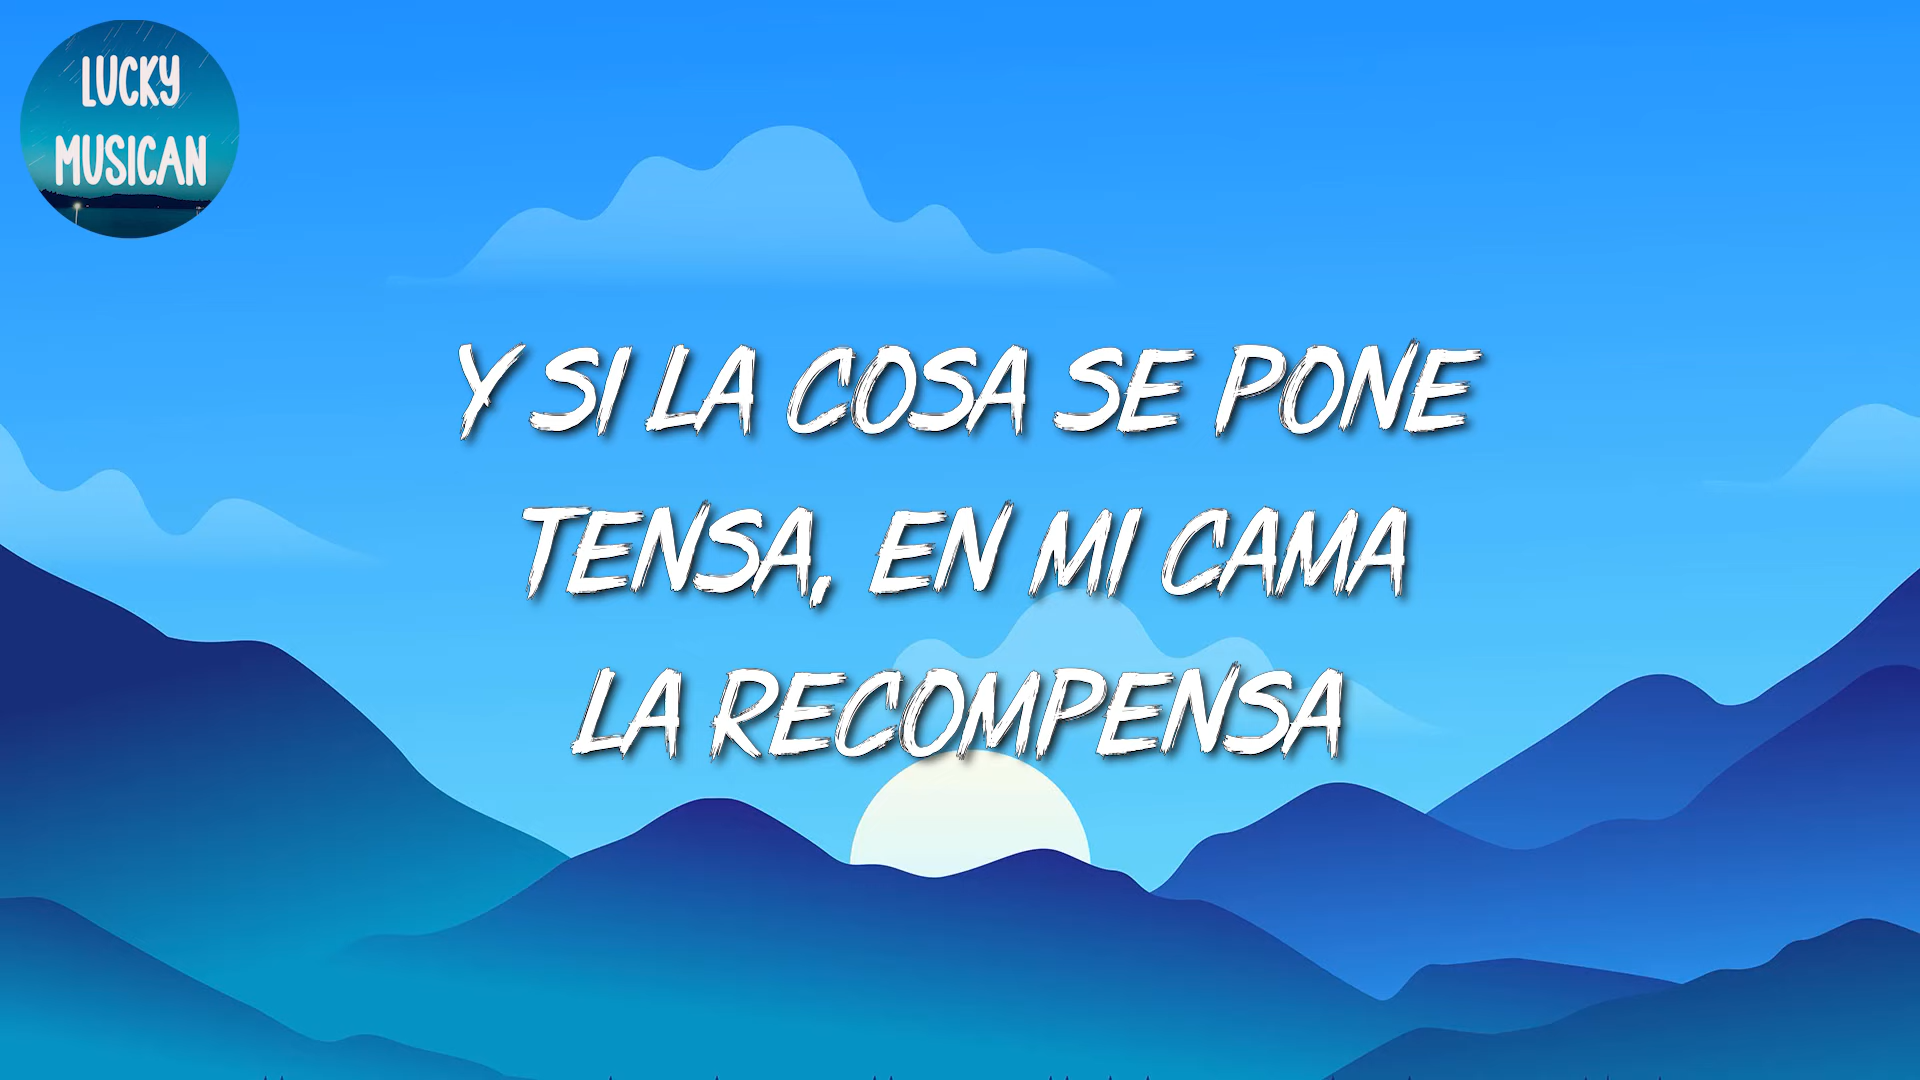 LUCKY
MUSICAN
Y SI LA COSA SE PONE
TENSA, EN MI CAMA
LA RECOMPENSA